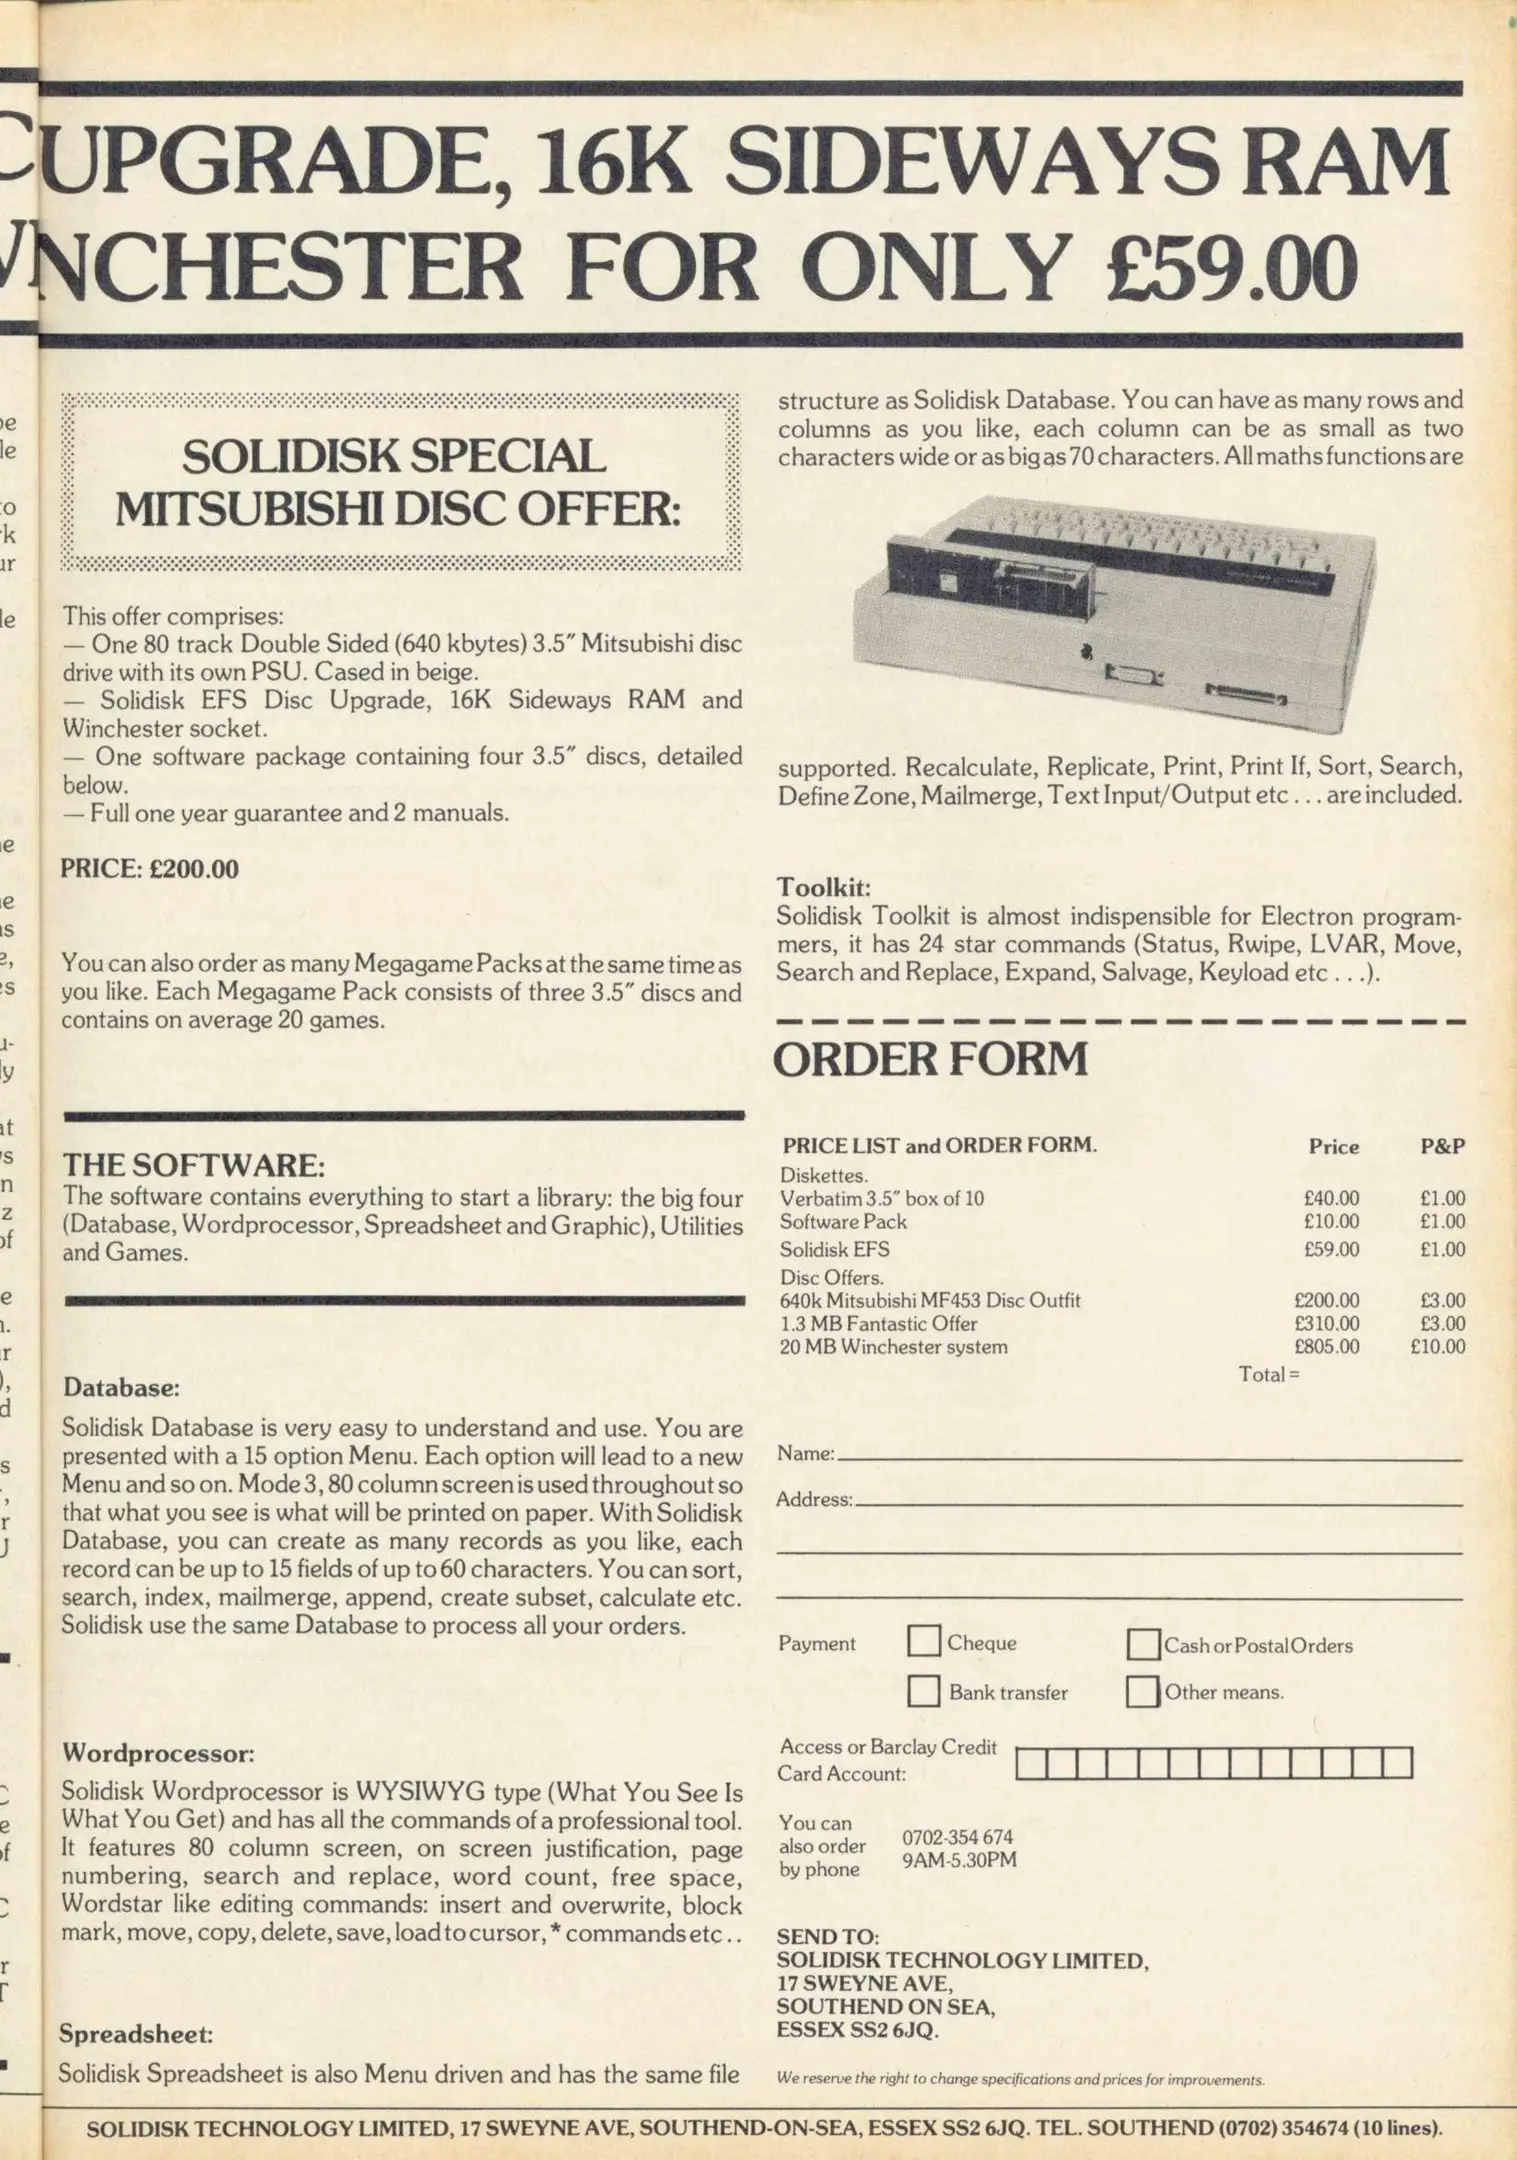 UPGRADE, 16K SIDEWAYS RAM
NCHESTER FOR ONLY £59.00
SOLIDISK SPECIAL
MITSUBISHI DISC OFFER:
This offer comprises:
— One 80 track Double Sided (640 kbytes) 3.5″ Mitsubishi disc
drive with its own PSU. Cased in beige.
— Solidisk EFS Disc Upgrade, 16K Sideways RAM and
Winchester socket.
— One software package containing four 3.5″ discs, detailed
below.
— Full one year guarantee and 2 manuals.
PRICE: £200.00
You can also order as many Megagame Packs at the same time as
you like. Each Megagame Pack consists of three 3.5″ discs and
contains on average 20 games.
THE SOFTWARE:
The software contains everything to start a library: the big four
(Database, Wordprocessor, Spreadsheet and Graphic), Utilities
and Games.
Database:
Solidisk Database is very easy to understand and use. You are
presented with a 15 option Menu. Each option will lead to a new
Menu and so on. Mode 3, 80 column screen is used throughout so
that what you see is what will be printed on paper. With Solidisk
Database, you can create as many records as you like, each
record can be up to 15 fields of up to 60 characters. You can sort,
search, index, mailmerge, append, create subset, calculate etc.
Solidisk use the same Database to process all your orders.
Wordprocessor:
Solidisk Wordprocessor is WYSIWYG type (What You See Is
What You Get) and has all the commands of a professional tool.
It features 80 column screen, on screen justification, page
numbering, search and replace, word count, free space,
Wordstar like editing commands: insert and overwrite, block
mark, move, copy, delete, save, load to cursor, * commands etc . .
Spreadsheet:
Solidisk Spreadsheet is also Menu driven and has the same file
structure as Solidisk Database. You can have as many rows and
columns as you like, each column can be as small as two
characters wide or as big as 70 characters. All maths functions are
supported. Recalculate, Replicate, Print, Print If, Sort, Search,
Define Zone, Mailmerge, Text Input/Output etc . . . are included.
Toolkit:
Solidisk Toolkit is almost indispensible for Electron program-
mers, it has 24 star commands (Status, Rwipe, LVAR, Move,
Search and Replace, Expand, Salvage, Keyload etc . . .).
ORDER FORM
PRICE LIST and ORDER FORM. Price P&P
Diskettes.
Verbatim 3.5″ box of 10 £40.00 £1.00
Software Pack £10.00 £1.00
Solidisk EFS £59.00 £1.00
Disc Offers.
640k Mitsubishi MF453 Disc Outfit £200.00 £3.00
1.3 MB Fantastic Offer £310.00 £3.00
20 MB Winchester system £805.00 £10.00
Total =
Name:
Address:
Payment Cheque Cash or Postal Orders
Bank transfer Other means.
Access or Barclay Credit
Card Account:
You can
also order
by phone
0702-354 674
9AM-5.30PM
SEND TO:
SOLIDISK TECHNOLOGY LIMITED,
17 SWEYNE AVE,
SOUTHEND ON SEA,
ESSEX SS2 6JQ.
We reserve the right to change specifications and prices for improvements.
SOLIDISK TECHNOLOGY LIMITED, 17 SWEYNE AVE, SOUTHEND-ON-SEA, ESSEX SS2 6JQ. TEL. SOUTHEND (0702) 354674 (10 lines).